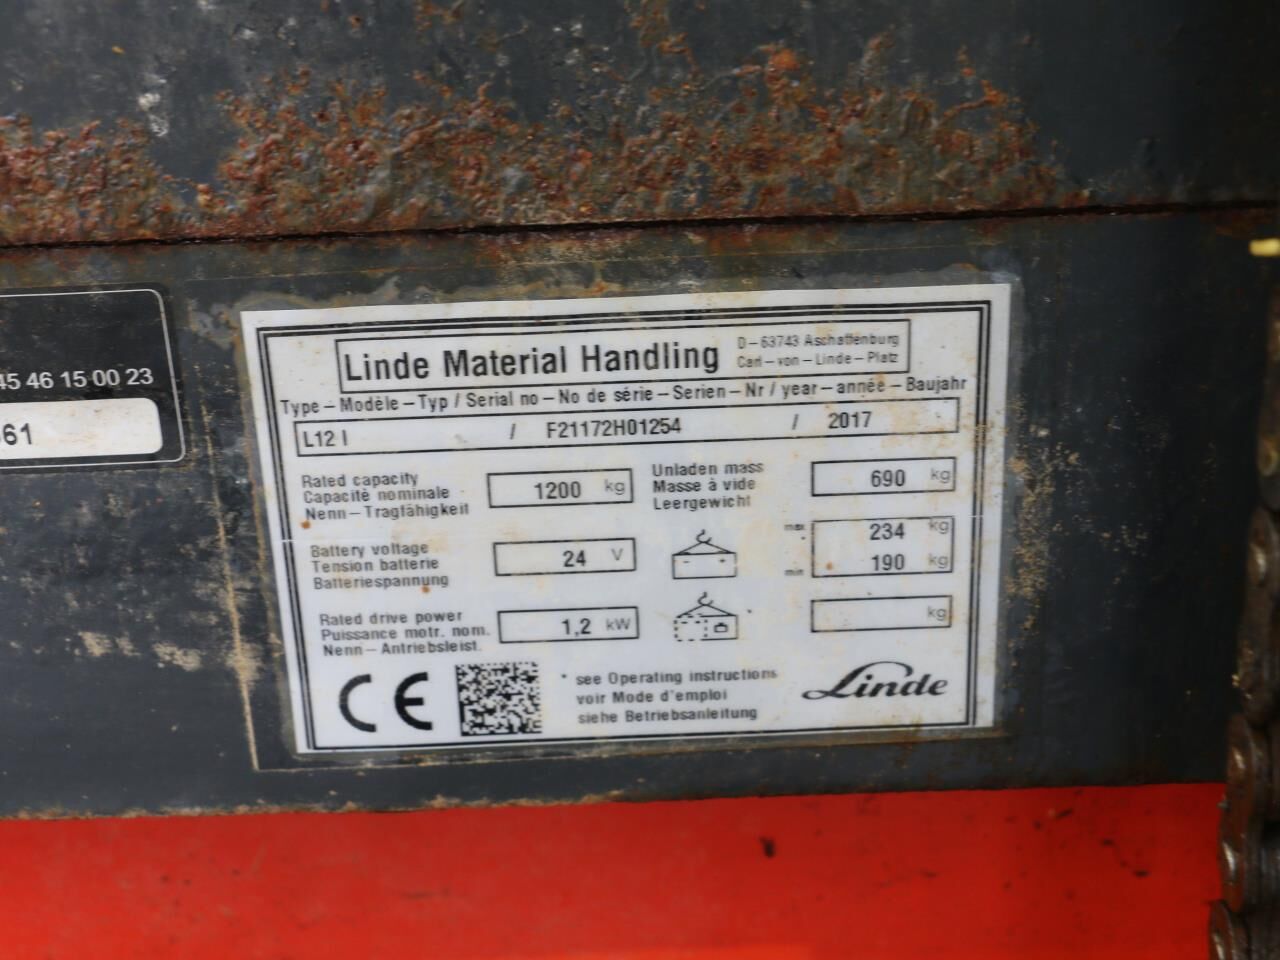 45 46 15 00 23
61
Linde Material Handling
D-63743 Aschaffenburg
Carl-von-Linde-Platz
Type-Modèle-Typ / Serial no-No de série-Serien-Nr / year-année-Baujahr
L12 I / F21172H01254 / 2017
Rated capacity
Capacité nominale
Nenn-Tragfähigkeit
1200 kg
Unladen mass
Masse à vide
Leergewicht
690 kg
Battery voltage
Tension batterie
Batteriespannung
24 V
max. 234 kg
min 190 kg
Rated drive power
Puissance motr. nom.
Nenn-Antriebsleist.
1,2 kW
* kg
CE
* see Operating instructions
voir Mode d'emploi
siehe Betriebsanleitung
Linde